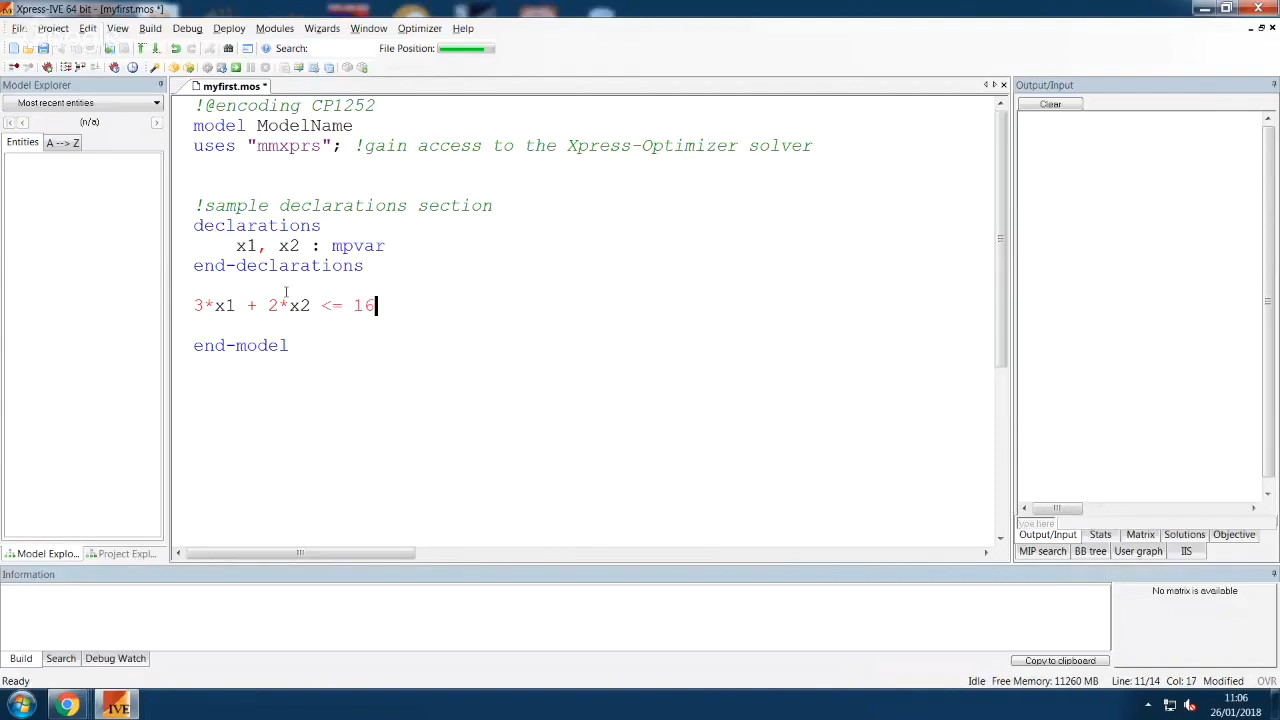 Xpress-IVE 64 bit - [myfirst.mos *]
File Project Edit View Build Debug Deploy Modules Wizards Window Optimizer Help
Search: File Position:
Model Explorer
myfirst.mos *
Output/Input
Most recent entities
Clear
(n/a)
Entities A --> Z
!@encoding CP1252
model ModelName
uses "mmxprs"; !gain access to the Xpress-Optimizer solver
!sample declarations section
declarations
x1, x2 : mpvar
end-declarations
3*x1 + 2*x2 <= 16
end-model
type here
Output/Input Stats Matrix Solutions Objective
MIP search BB tree User graph IIS
Model Explo... Project Expl...
Information
No matrix is available
Build Search Debug Watch
Copy to clipboard
Ready
Idle Free Memory: 11260 MB Line: 11/14 Col: 17 Modified OVR
IVE
11:06
26/01/2018